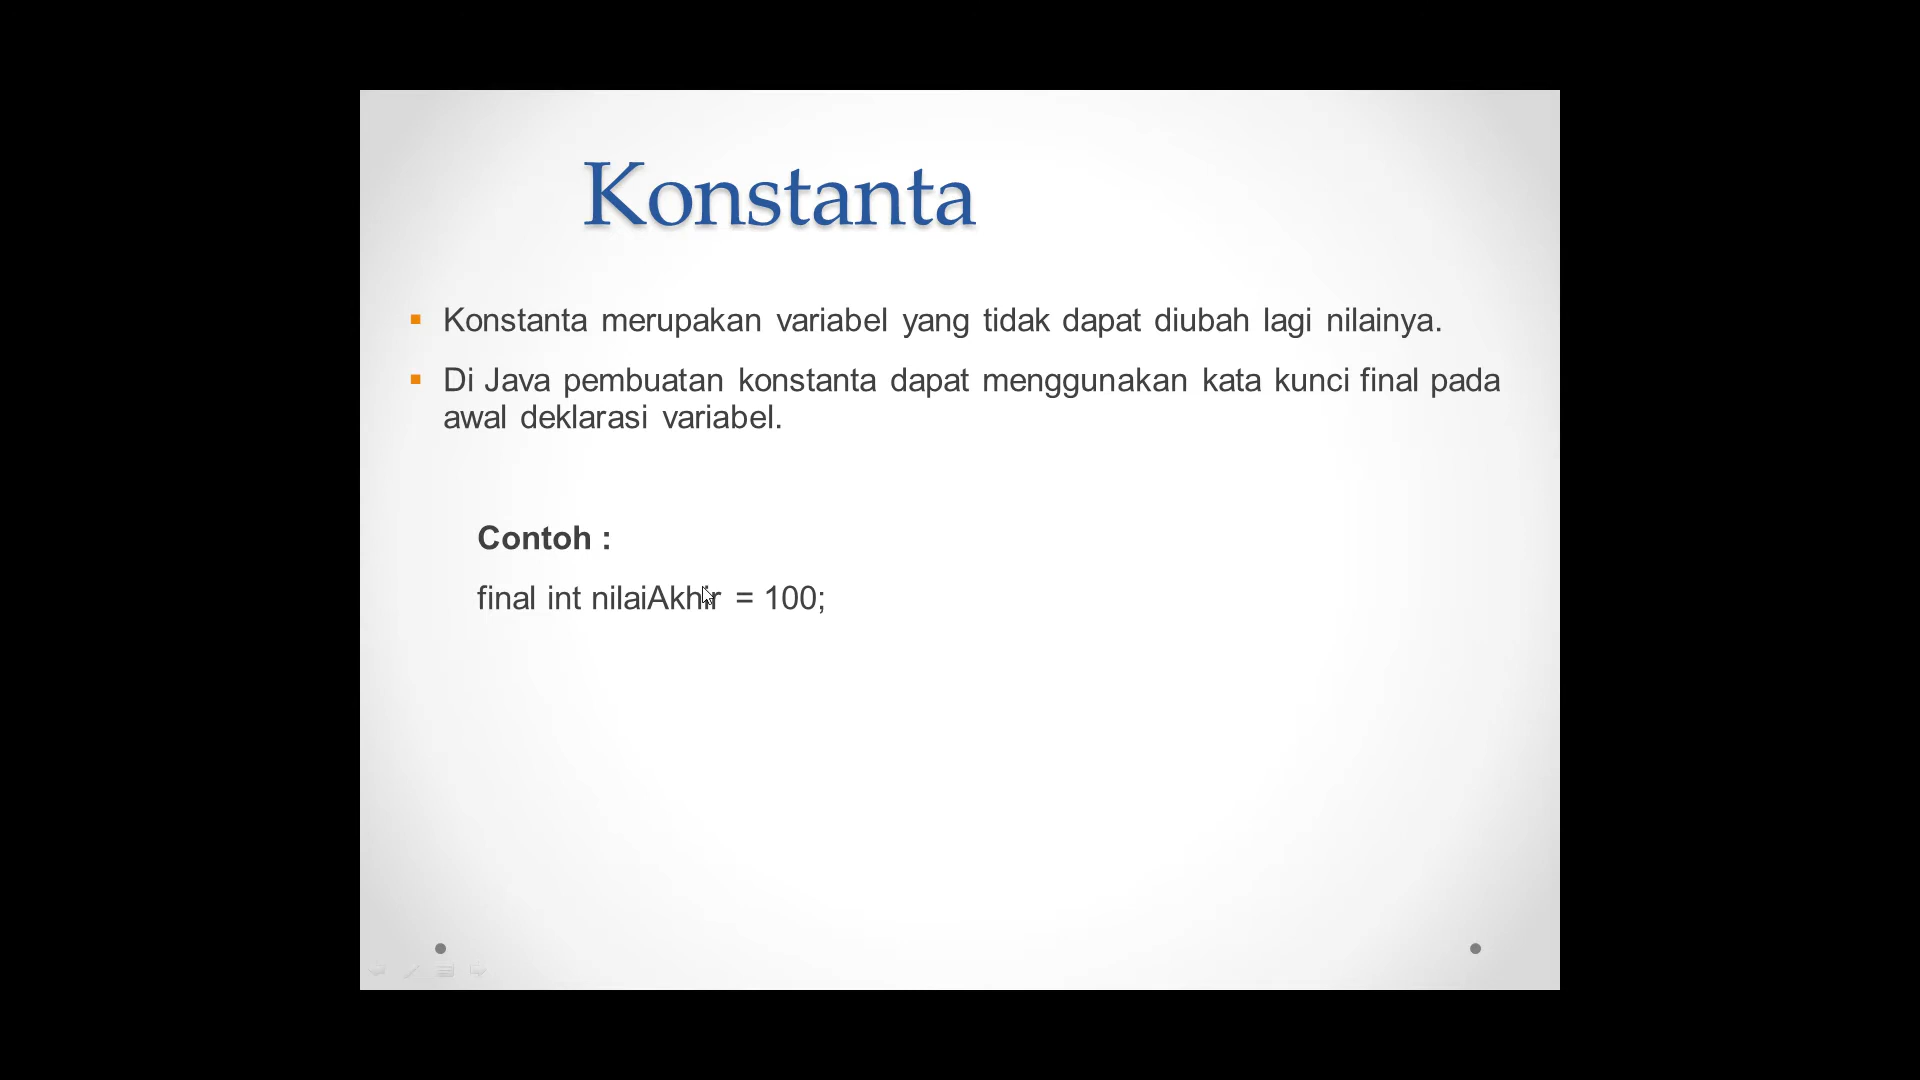 Konstanta
Konstanta merupakan variabel yang tidak dapat diubah lagi nilainya.
Di Java pembuatan konstanta dapat menggunakan kata kunci final pada
awal deklarasi variabel.
Contoh :
final int nilaiAkhir = 100;